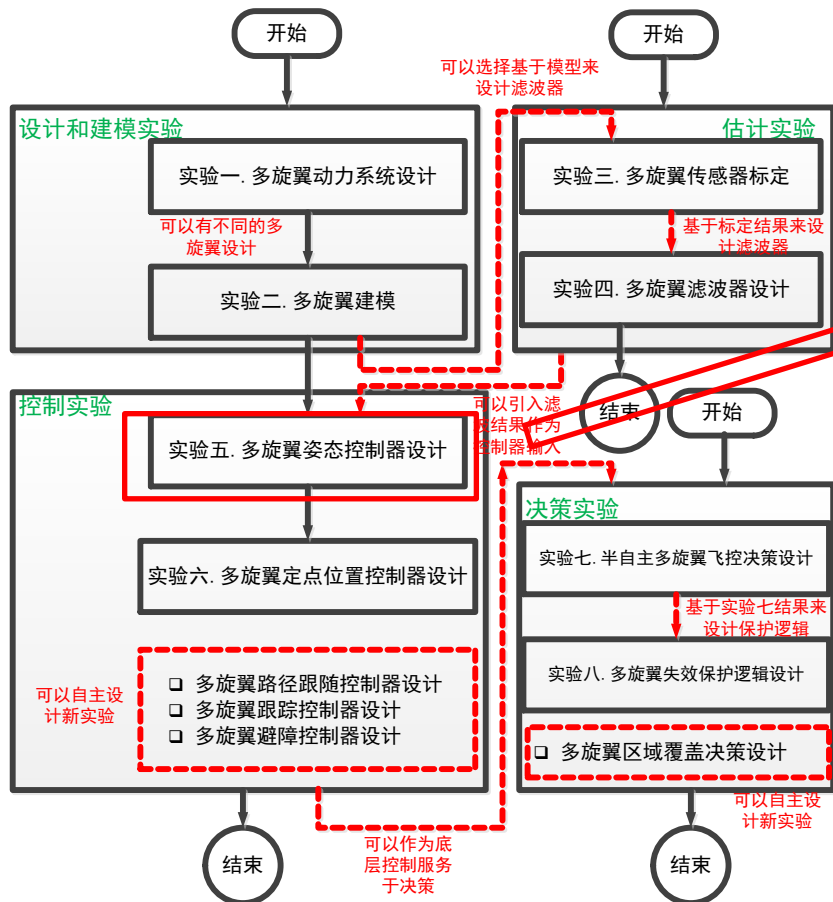 开始
设计和建模实验
实验一. 多旋翼动力系统设计
可以有不同的多
旋翼设计
实验二. 多旋翼建模
可以选择基于模型来
设计滤波器
开始
估计实验
实验三. 多旋翼传感器标定
基于标定结果来设
计滤波器
实验四. 多旋翼滤波器设计
结束
控制实验
可以引入滤
波结果作为
控制器输入
实验五. 多旋翼姿态控制器设计
实验六. 多旋翼定点位置控制器设计
可以自主设
计新实验
❑ 多旋翼路径跟随控制器设计
❑ 多旋翼跟踪控制器设计
❑ 多旋翼避障控制器设计
结束
可以作为底
层控制服务
于决策
开始
决策实验
实验七. 半自主多旋翼飞控决策设计
基于实验七结果来
设计保护逻辑
实验八. 多旋翼失效保护逻辑设计
❑ 多旋翼区域覆盖决策设计
可以自主设
计新实验
结束